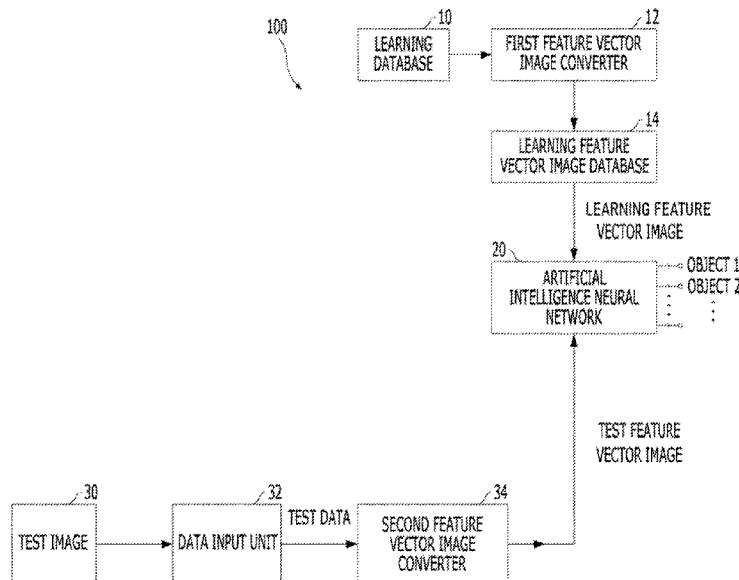 100
10
LEARNING
DATABASE
12
FIRST FEATURE VECTOR
IMAGE CONVERTER
14
LEARNING FEATURE
VECTOR IMAGE DATABASE
LEARNING FEATURE
VECTOR IMAGE
20
ARTIFICIAL
INTELLIGENCE NEURAL
NETWORK
OBJECT 1
OBJECT 2
TEST FEATURE
VECTOR IMAGE
30
TEST IMAGE
32
DATA INPUT UNIT
TEST DATA
34
SECOND FEATURE
VECTOR IMAGE
CONVERTER